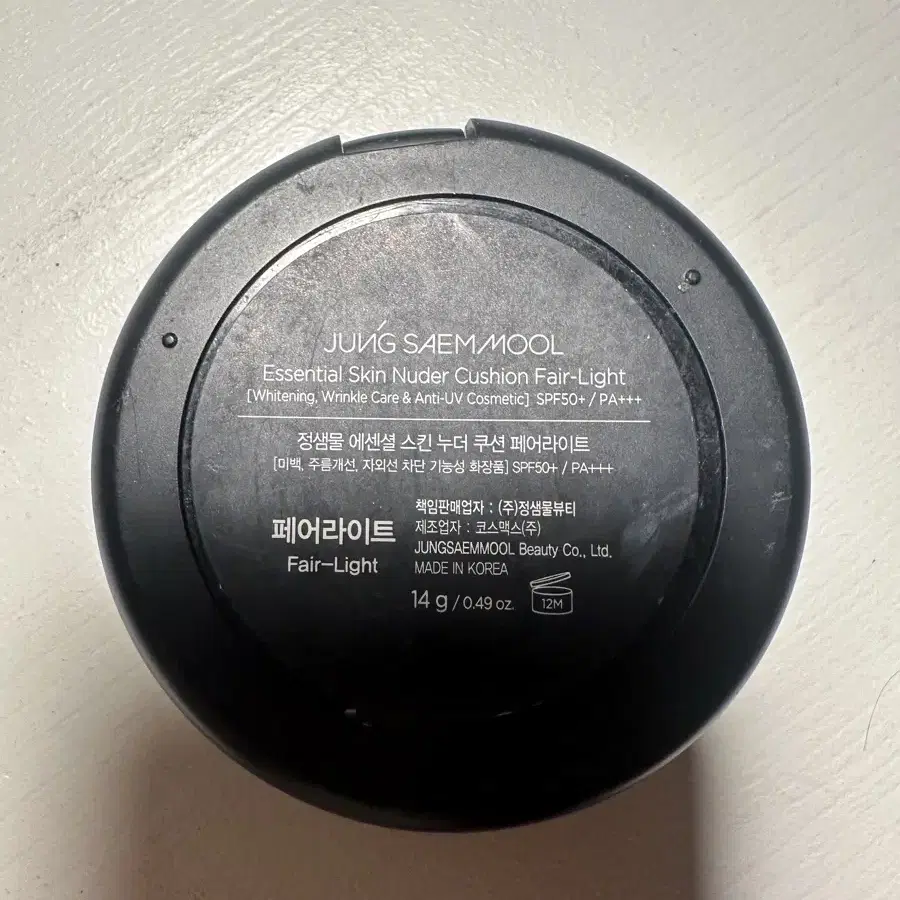 JUNG SAEMMOOL
Essential Skin Nuder Cushion Fair-Light
[Whitening, Wrinkle Care & Anti-UV Cosmetic] SPF50+ / PA+++
정샘물 에센셜 스킨 누더 쿠션 페어라이트
[미백, 주름개선, 자외선 차단 기능성 화장품] SPF50+ / PA+++
페어라이트
Fair-Light
책임판매업자 : (주)정샘물뷰티
제조업자 : 코스맥스(주)
JUNGSAEMMOOL Beauty Co., Ltd.
MADE IN KOREA
14 g / 0.49 oz.
12M